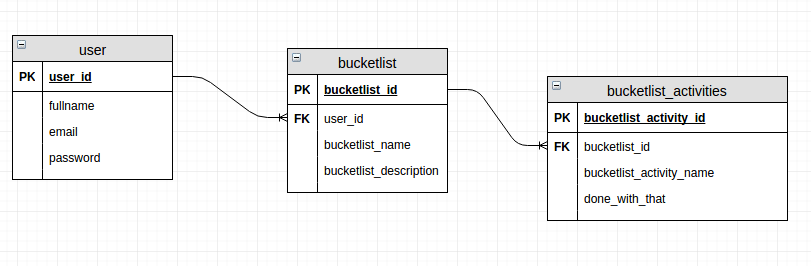 user
PK user_id
fullname
email
password
bucketlist
PK bucketlist_id
FK user_id
bucketlist_name
bucketlist_description
bucketlist_activities
PK bucketlist_activity_id
FK bucketlist_id
bucketlist_activity_name
done_with_that